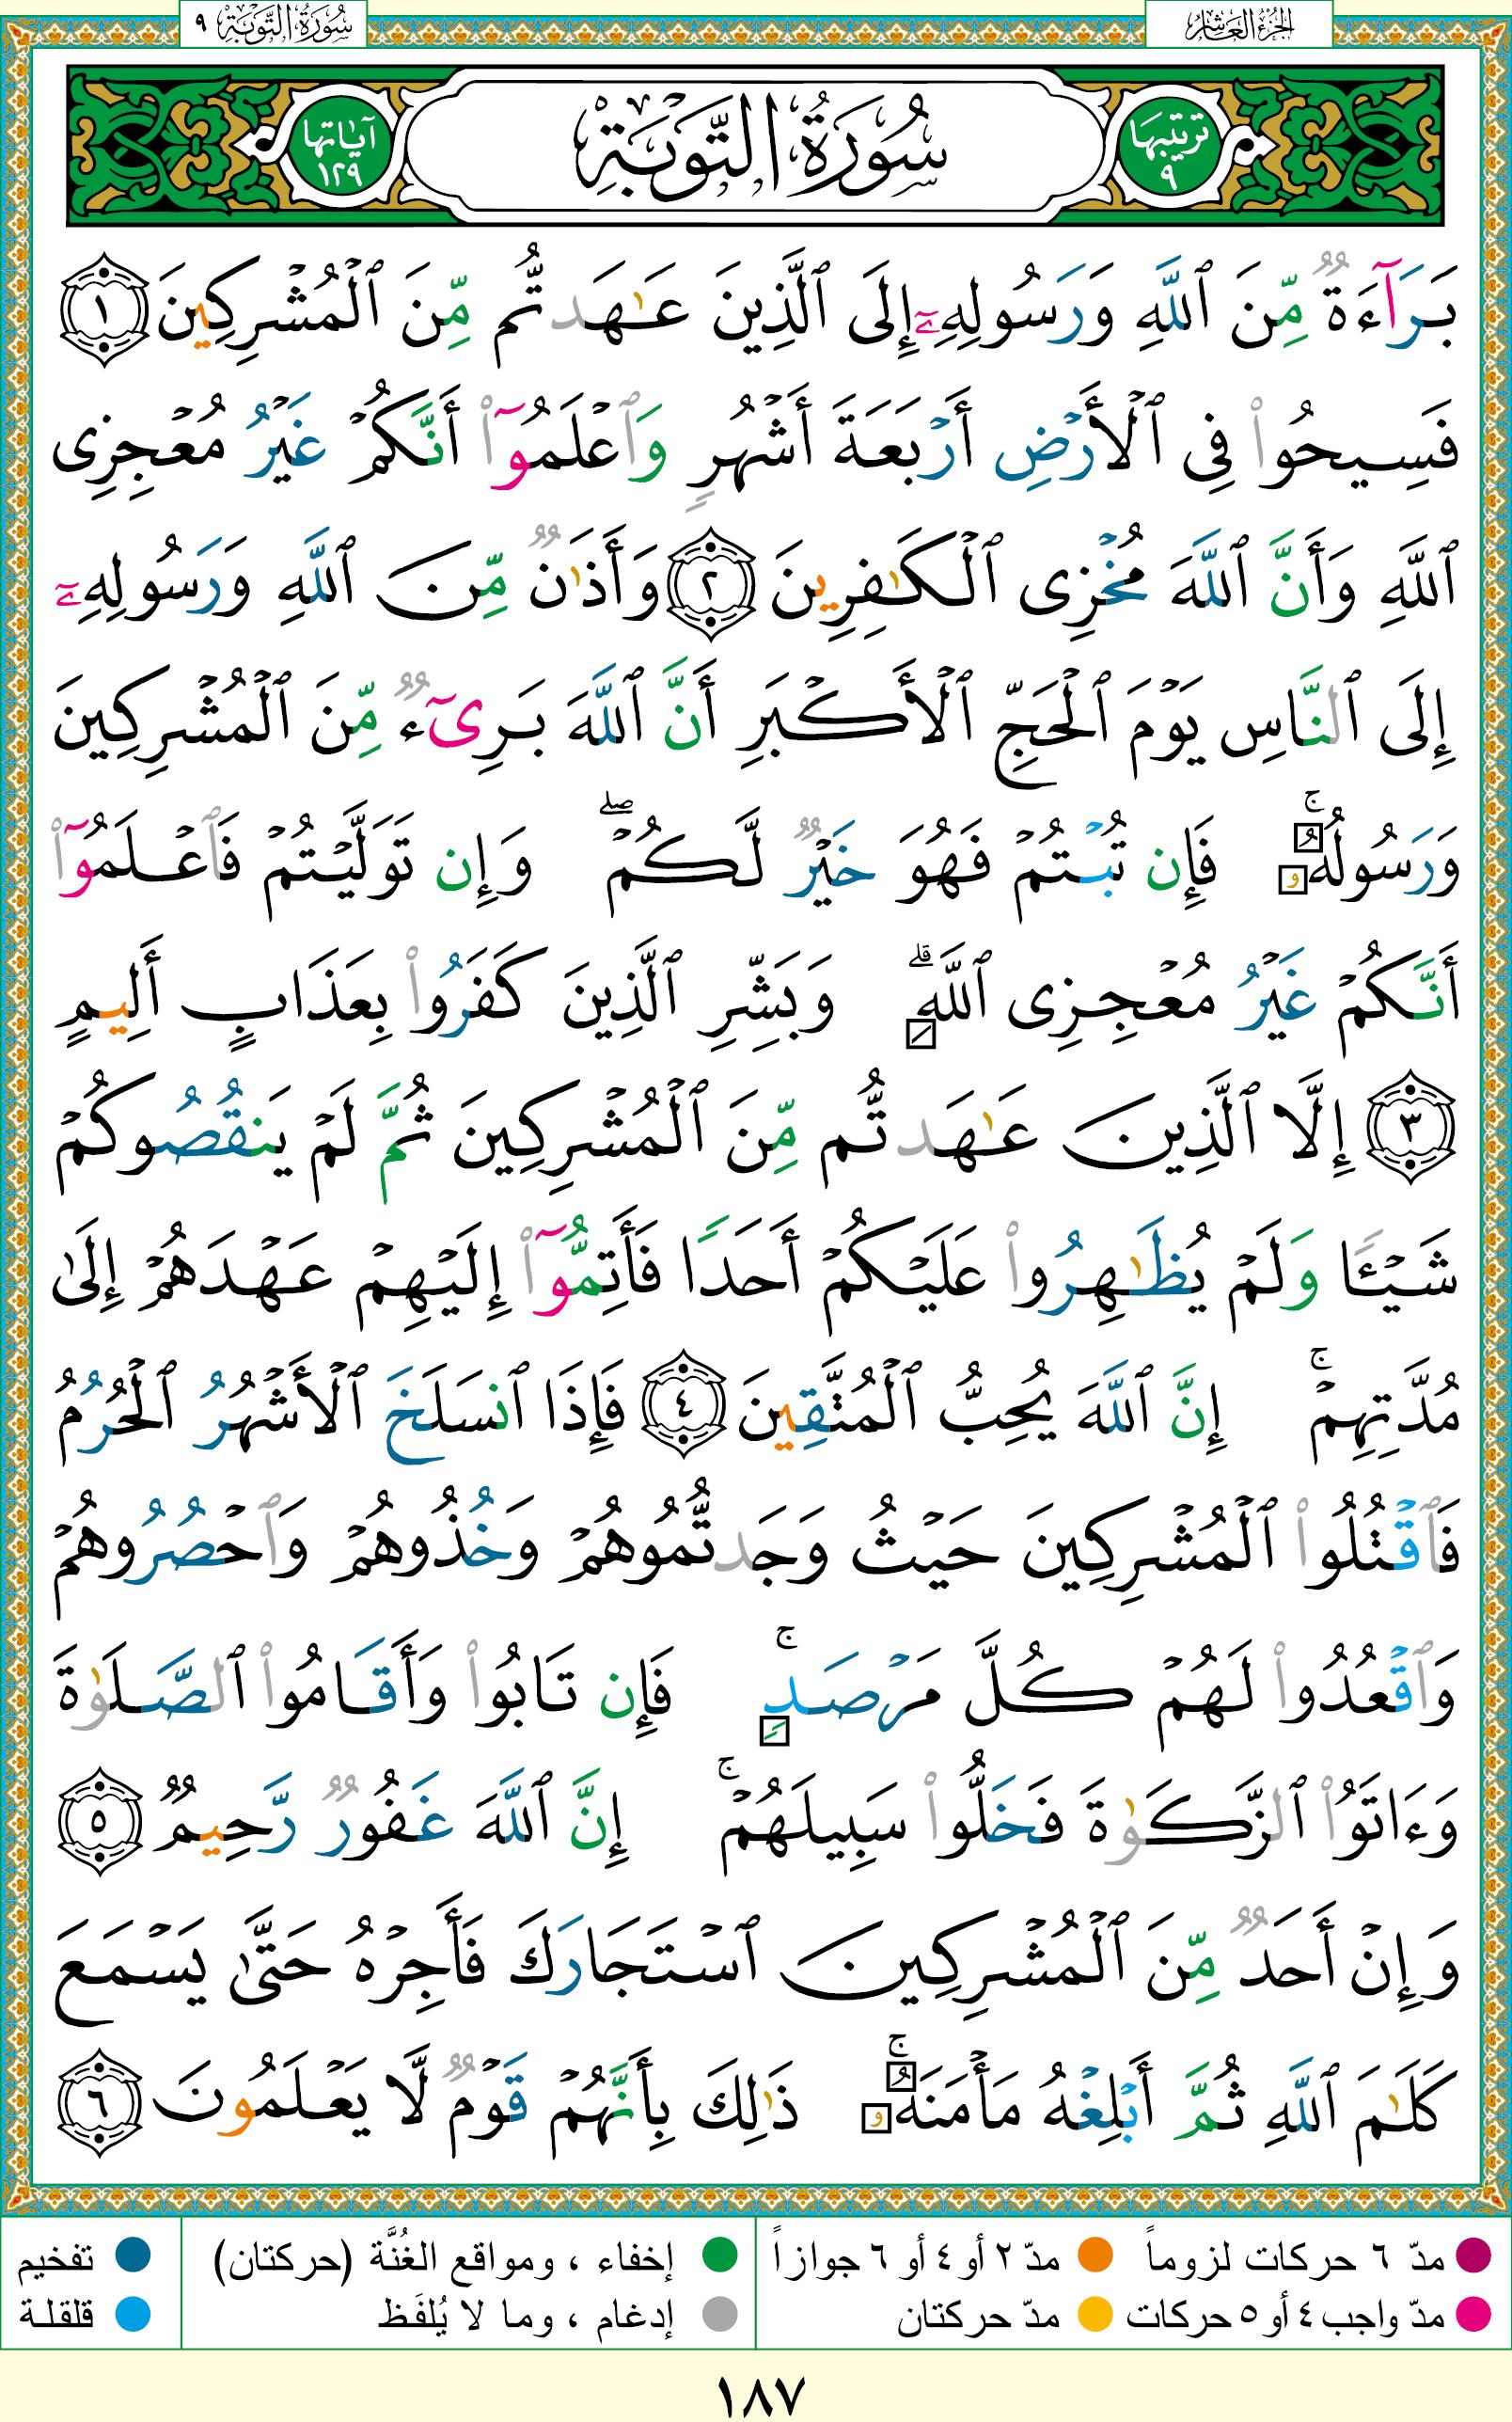 الجزء العاشر
سورة التوبة ٩
ترتيبها ٩
سُورَةُ التَّوْبَةِ
آياتها ١٢٩
بَرَآءَةٌ مِّنَ ٱللَّهِ وَرَسُولِهِۦٓ إِلَى ٱلَّذِينَ عَٰهَدتُّم مِّنَ ٱلْمُشْرِكِينَ ١
فَسِيحُوا۟ فِى ٱلْأَرْضِ أَرْبَعَةَ أَشْهُرٍ وَٱعْلَمُوٓا۟ أَنَّكُمْ غَيْرُ مُعْجِزِى
ٱللَّهِ وَأَنَّ ٱللَّهَ مُخْزِى ٱلْكَٰفِرِينَ ٢ وَأَذَٰنٌ مِّنَ ٱللَّهِ وَرَسُولِهِۦٓ
إِلَى ٱلنَّاسِ يَوْمَ ٱلْحَجِّ ٱلْأَكْبَرِ أَنَّ ٱللَّهَ بَرِىٓءٌ مِّنَ ٱلْمُشْرِكِينَ
وَرَسُولُهُۥ ۚ فَإِن تُبْتُمْ فَهُوَ خَيْرٌ لَّكُمْ ۖ وَإِن تَوَلَّيْتُمْ فَٱعْلَمُوٓا۟
أَنَّكُمْ غَيْرُ مُعْجِزِى ٱللَّهِ ۗ وَبَشِّرِ ٱلَّذِينَ كَفَرُوا۟ بِعَذَابٍ أَلِيمٍ
٣ إِلَّا ٱلَّذِينَ عَٰهَدتُّم مِّنَ ٱلْمُشْرِكِينَ ثُمَّ لَمْ يَنقُصُوكُمْ
شَيْـًٔا وَلَمْ يُظَٰهِرُوا۟ عَلَيْكُمْ أَحَدًا فَأَتِمُّوٓا۟ إِلَيْهِمْ عَهْدَهُمْ إِلَىٰ
مُدَّتِهِمْ ۚ إِنَّ ٱللَّهَ يُحِبُّ ٱلْمُتَّقِينَ ٤ فَإِذَا ٱنسَلَخَ ٱلْأَشْهُرُ ٱلْحُرُمُ
فَٱقْتُلُوا۟ ٱلْمُشْرِكِينَ حَيْثُ وَجَدتُّمُوهُمْ وَخُذُوهُمْ وَٱحْصُرُوهُمْ
وَٱقْعُدُوا۟ لَهُمْ كُلَّ مَرْصَدٍ ۚ فَإِن تَابُوا۟ وَأَقَامُوا۟ ٱلصَّلَوٰةَ
وَءَاتَوُا۟ ٱلزَّكَوٰةَ فَخَلُّوا۟ سَبِيلَهُمْ ۚ إِنَّ ٱللَّهَ غَفُورٌ رَّحِيمٌ ٥
وَإِنْ أَحَدٌ مِّنَ ٱلْمُشْرِكِينَ ٱسْتَجَارَكَ فَأَجِرْهُ حَتَّىٰ يَسْمَعَ
كَلَٰمَ ٱللَّهِ ثُمَّ أَبْلِغْهُ مَأْمَنَهُۥ ۚ ذَٰلِكَ بِأَنَّهُمْ قَوْمٌ لَّا يَعْلَمُونَ ٦
مدّ ٦ حركات لزوماً مدّ ٢ أو ٤ أو ٦ جوازاً إخفاء ، ومواقع الغُنَّة (حركتان) تفخيم
مدّ واجب ٤ أو ٥ حركات مدّ حركتان إدغام ، وما لا يُلفَظ قلقلة
١٨٧